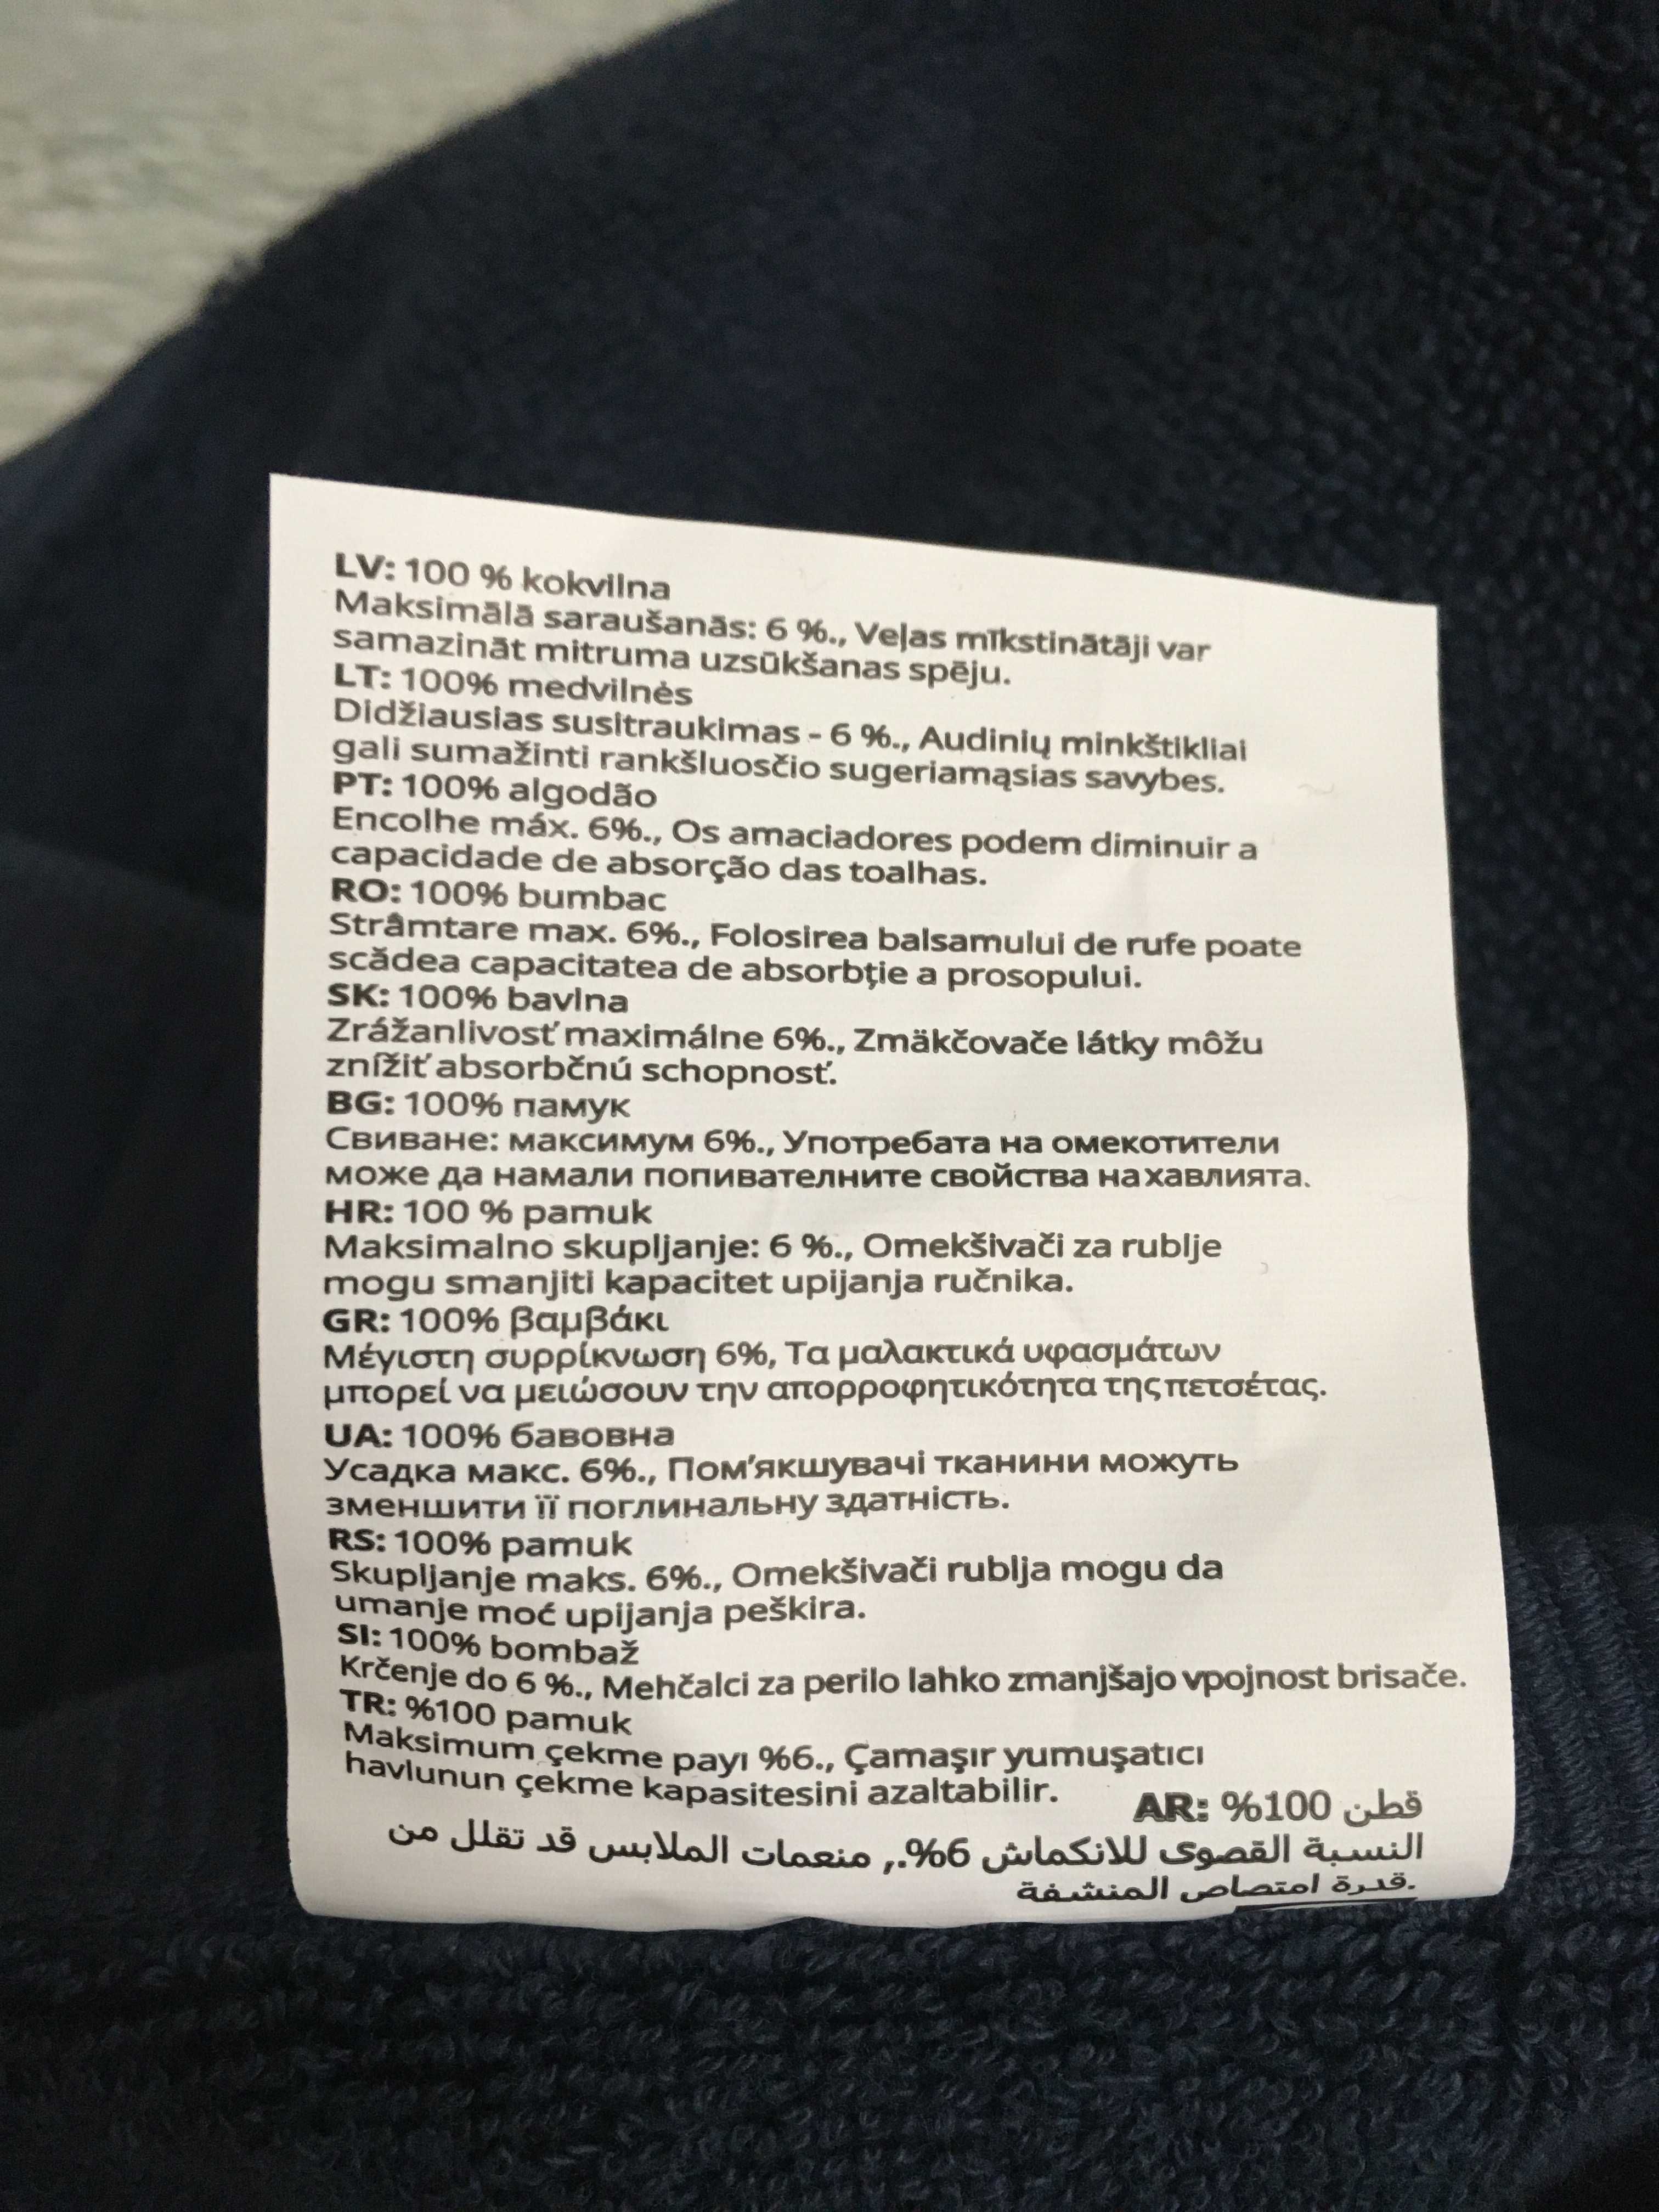 LV: 100 % kokvilna
Maksimālā saraušanās: 6 %., Veļas mīkstinātāji var
samazināt mitruma uzsūkšanas spēju.
LT: 100% medvilnės
Didžiausias susitraukimas - 6 %., Audinių minkštikliai
gali sumažinti rankšluosčio sugeriamąsias savybes.
PT: 100% algodão
Encolhe máx. 6%., Os amaciadores podem diminuir a
capacidade de absorção das toalhas.
RO: 100% bumbac
Strâmtare max. 6%., Folosirea balsamului de rufe poate
scădea capacitatea de absorbţie a prosopului.
SK: 100% bavlna
Zrážanlivosť maximálne 6%., Zmäkčovače látky môžu
znížiť absorbčnú schopnosť.
BG: 100% памук
Свиване: максимум 6%., Употребата на омекотители
може да намали попивателните свойства на хавлията.
HR: 100 % pamuk
Maksimalno skupljanje: 6 %., Omekšivači za rublje
mogu smanjiti kapacitet upijanja ručnika.
GR: 100% βαμβάκι
Μέγιστη συρρίκνωση 6%, Τα μαλακτικά υφασμάτων
μπορεί να μειώσουν την απορροφητικότητα της πετσέτας.
UA: 100% бавовна
Усадка макс. 6%., Пом’якшувачі тканини можуть
зменшити її поглинальну здатність.
RS: 100% pamuk
Skupljanje maks. 6%., Omekšivači rublja mogu da
umanje moć upijanja peškira.
SI: 100% bombaž
Krčenje do 6 %., Mehčalci za perilo lahko zmanjšajo vpojnost brisače.
TR: %100 pamuk
Maksimum çekme payı %6., Çamaşır yumuşatıcı
havlunun çekme kapasitesini azaltabilir.
AR: %100 قطن
النسبة القصوى للانكماش 6%., منعمات الملابس قد تقلل من
قدرة امتصاص المنشفة.